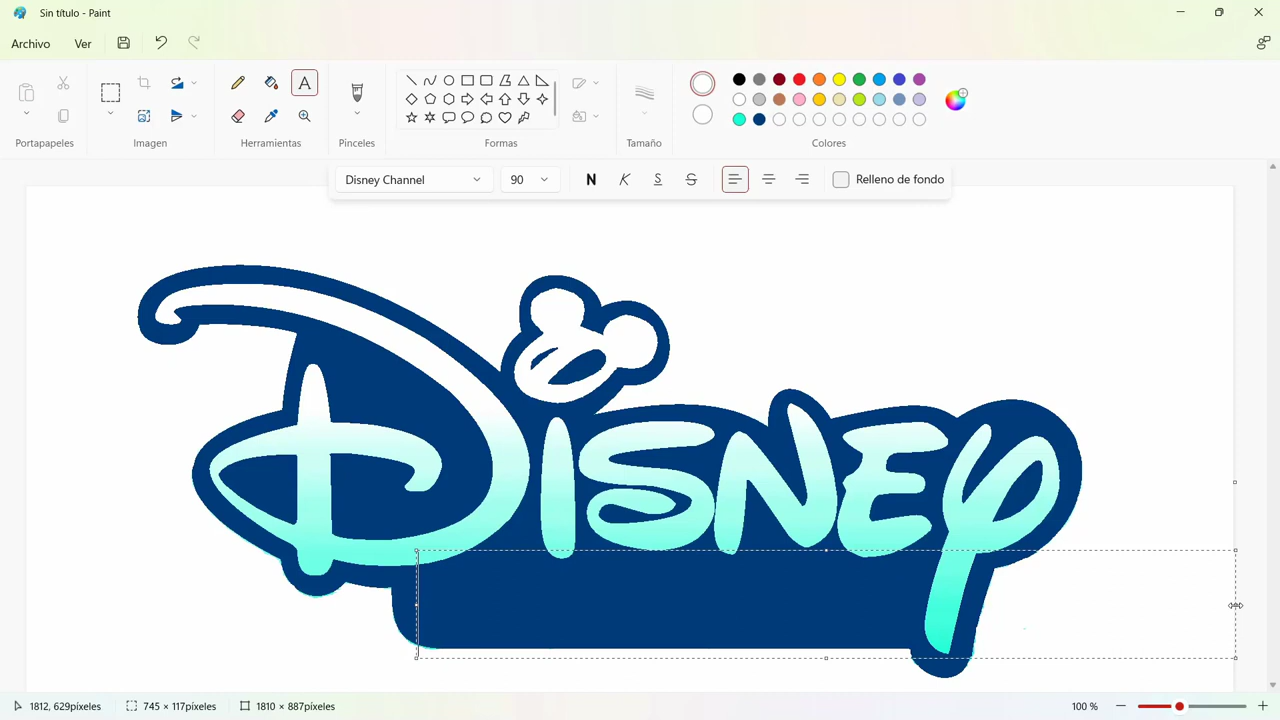 Sin título - Paint
Archivo Ver
Portapapeles Imagen Herramientas Pinceles Formas Tamaño Colores
Disney Channel 90 N K S S Relleno de fondo
DiSNEY
1812, 629píxeles 745 × 117píxeles 1810 × 887píxeles 100 %